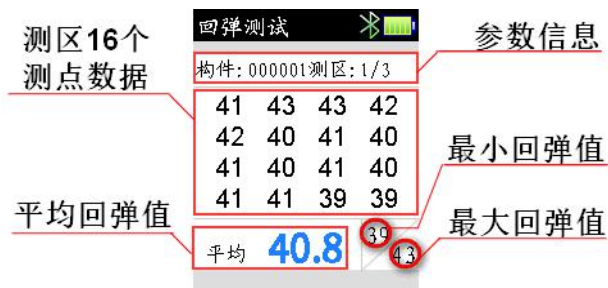 回弹测试
测区16个
测点数据
参数信息
构件:000001测区:1/3
41 43 43 42
42 40 41 40
41 40 41 40
41 41 39 39
最小回弹值
平均回弹值
平均 40.8
39
43
最大回弹值